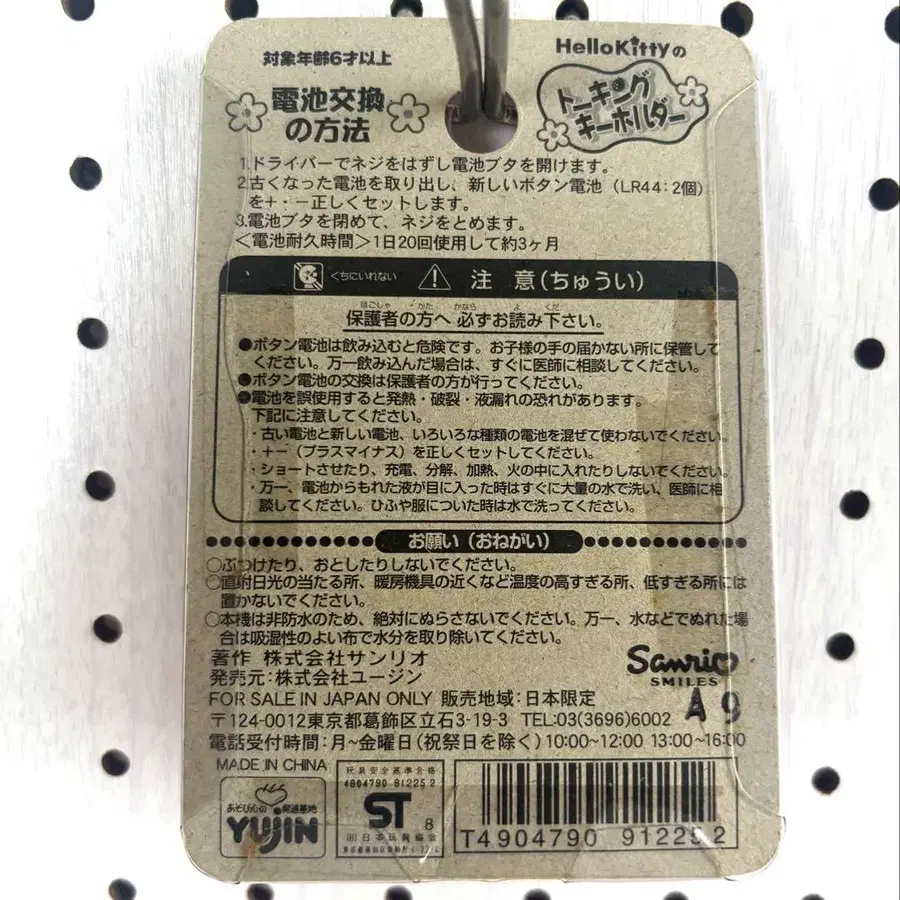 対象年齢6才以上
HelloKittyの
トーキング
キーホルダー
電池交換
の方法
1.ドライバーでネジをはずし電池ブタを開けます。
2.古くなった電池を取り出し、新しいボタン電池（LR44:2個）
を＋・－正しくセットします。
3.電池ブタを閉めて、ネジをとめます。
＜電池耐久時間＞1日20回使用して約3ヶ月
くちにいれない
注 意(ちゅうい)
ほごしゃ かた かなら よ くだ
保護者の方へ 必ずお読み下さい。
●ボタン電池は飲み込むと危険です。お子様の手の届かない所に保管して
ください。万一飲み込んだ場合は、すぐに医師に相談してください。
●ボタン電池の交換は保護者の方が行ってください。
●電池を誤使用すると発熱・破裂・液漏れの恐れがあります。
下記に注意してください。
・古い電池と新しい電池、いろいろな種類の電池を混ぜて使わないでください。
・＋－（プラスマイナス）を正しくセットしてください。
・ショートさせたり、充電、分解、加熱、火の中に入れたりしないでください。
・万一、電池からもれた液が目に入った時はすぐに大量の水で洗い、医師に相
談してください。ひふや服についた時は水で洗ってください。
お願い（おねがい）
○ぶつけたり、おとしたりしないでください。
○直射日光の当たる所、暖房機具の近くなど温度の高すぎる所、低すぎる所には
置かないでください。
○本機は非防水のため、絶対にぬらさないでください。万一、水などでぬれた場
合は吸湿性のよい布で水分を取り除いてください。
著作 株式会社サンリオ
発売元:株式会社ユージン
Sanrio
SMILES
FOR SALE IN JAPAN ONLY 販売地域:日本限定
A 9
〒124-0012東京都葛飾区立石3-19-3 TEL:03(3696)6002
電話受付時間:月~金曜日(祝祭日を除く)10:00~12:00 13:00~16:00
MADE IN CHINA
あそびゴコロの発進基地
YUJIN
玩具安全基準合格
4804790 81225 2
ST
8
(社)日本玩具協会
T4904790 91225 2